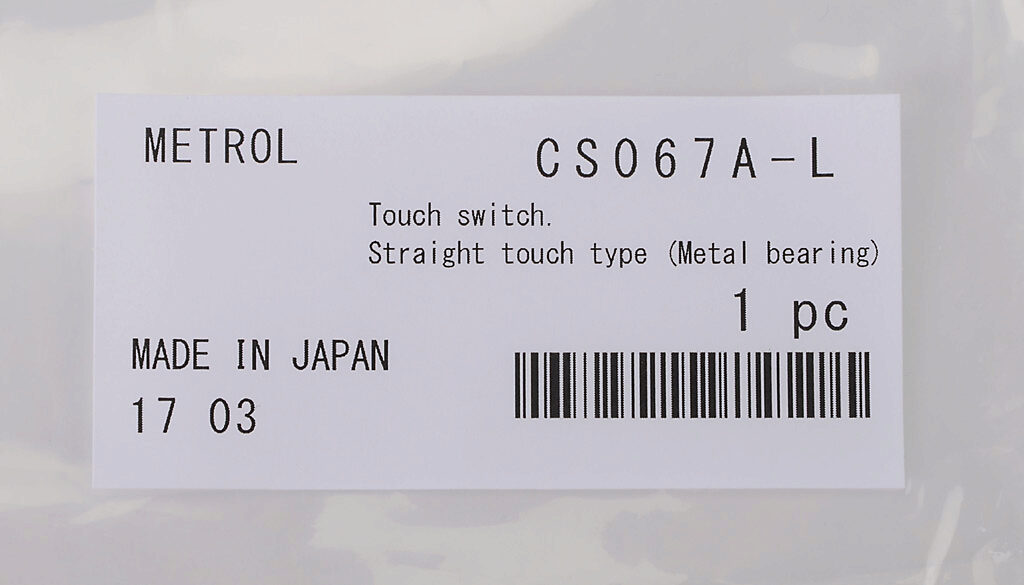 METROL
CS067A-L
Touch switch.
Straight touch type (Metal bearing)
1 pc
MADE IN JAPAN
17 03